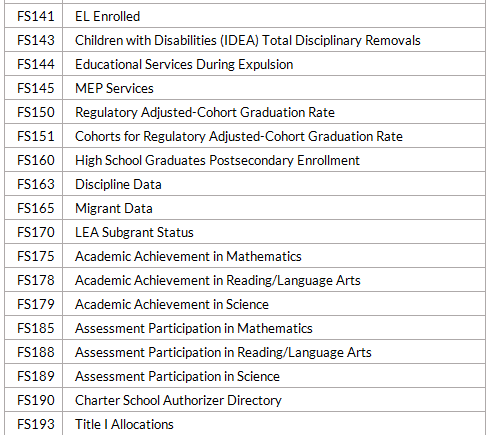 FS141 EL Enrolled
FS143 Children with Disabilities (IDEA) Total Disciplinary Removals
FS144 Educational Services During Expulsion
FS145 MEP Services
FS150 Regulatory Adjusted-Cohort Graduation Rate
FS151 Cohorts for Regulatory Adjusted-Cohort Graduation Rate
FS160 High School Graduates Postsecondary Enrollment
FS163 Discipline Data
FS165 Migrant Data
FS170 LEA Subgrant Status
FS175 Academic Achievement in Mathematics
FS178 Academic Achievement in Reading/Language Arts
FS179 Academic Achievement in Science
FS185 Assessment Participation in Mathematics
FS188 Assessment Participation in Reading/Language Arts
FS189 Assessment Participation in Science
FS190 Charter School Authorizer Directory
FS193 Title I Allocations